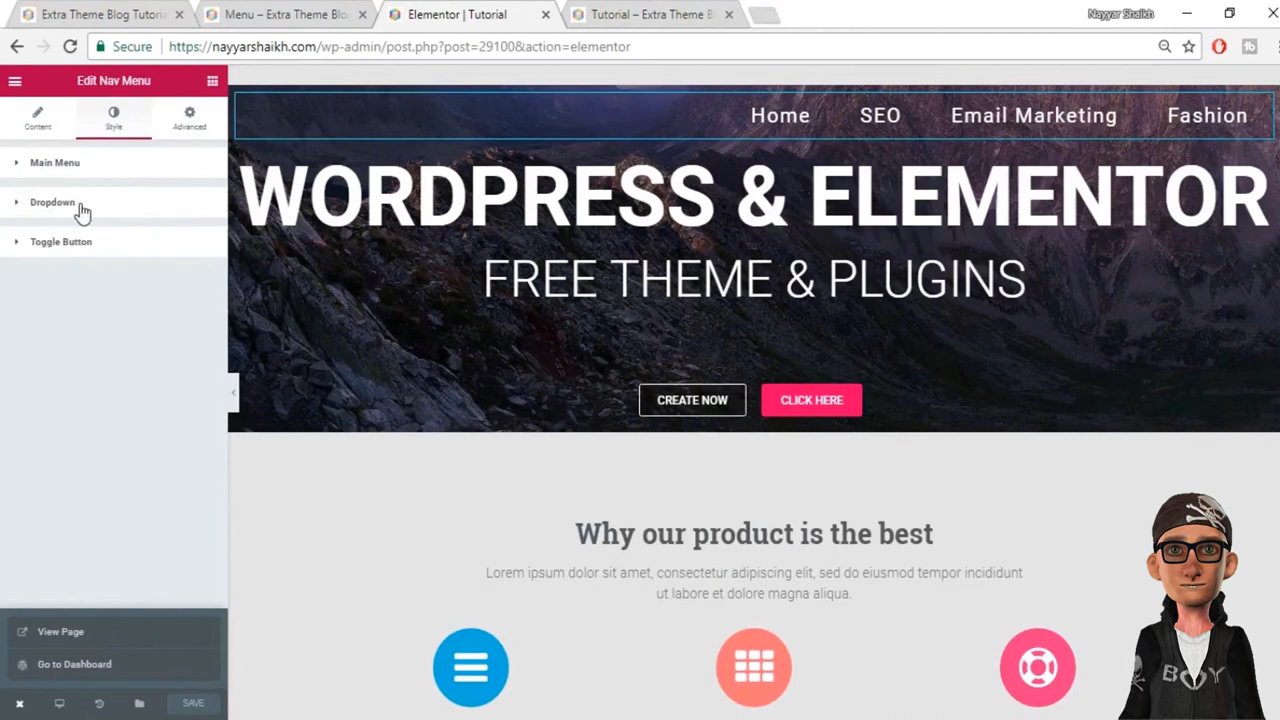 Extra Theme Blog Tutoria
Menu – Extra Theme Blo
Elementor | Tutorial
Tutorial – Extra Theme B
Nayyar Shaikh
Secure
https://nayyarshaikh.com/wp-admin/post.php?post=29100&action=elementor
Edit Nav Menu
Content
Style
Advanced
Main Menu
Dropdown
Toggle Button
View Page
Go to Dashboard
SAVE
Home SEO Email Marketing Fashion
WORDPRESS & ELEMENTOR
FREE THEME & PLUGINS
CREATE NOW
CLICK HERE
Why our product is the best
Lorem ipsum dolor sit amet, consectetur adipiscing elit, sed do eiusmod tempor incididunt
ut labore et dolore magna aliqua.
BOY